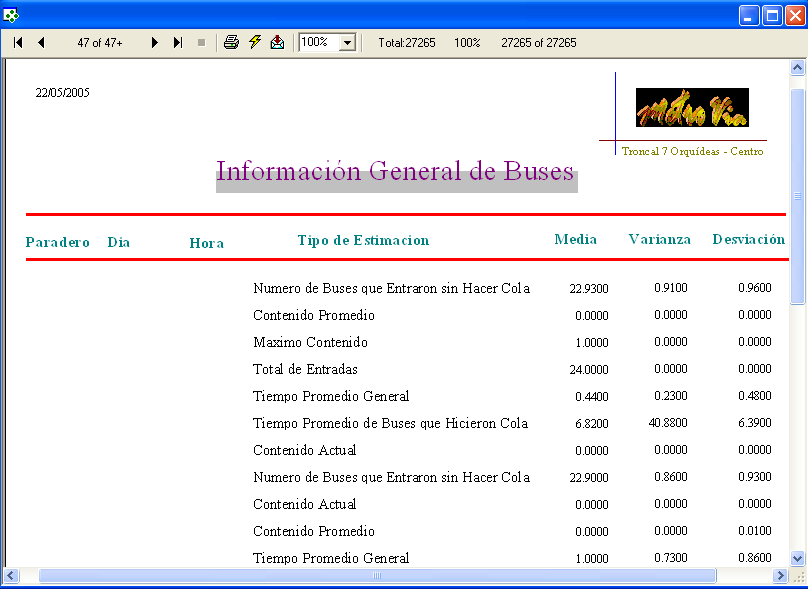 47 of 47+ 100% Total:27265 100% 27265 of 27265
22/05/2005
Metro Via
Troncal 7 Orquídeas - Centro
Información General de Buses
Paradero Dia Hora Tipo de Estimacion Media Varianza Desviación
Numero de Buses que Entraron sin Hacer Cola 22.9300 0.9100 0.9600
Contenido Promedio 0.0000 0.0000 0.0000
Maximo Contenido 1.0000 0.0000 0.0000
Total de Entradas 24.0000 0.0000 0.0000
Tiempo Promedio General 0.4400 0.2300 0.4800
Tiempo Promedio de Buses que Hicieron Cola 6.8200 40.8800 6.3900
Contenido Actual 0.0000 0.0000 0.0000
Numero de Buses que Entraron sin Hacer Cola 22.9000 0.8600 0.9300
Contenido Actual 0.0000 0.0000 0.0000
Contenido Promedio 0.0000 0.0000 0.0100
Tiempo Promedio General 1.0000 0.7300 0.8600